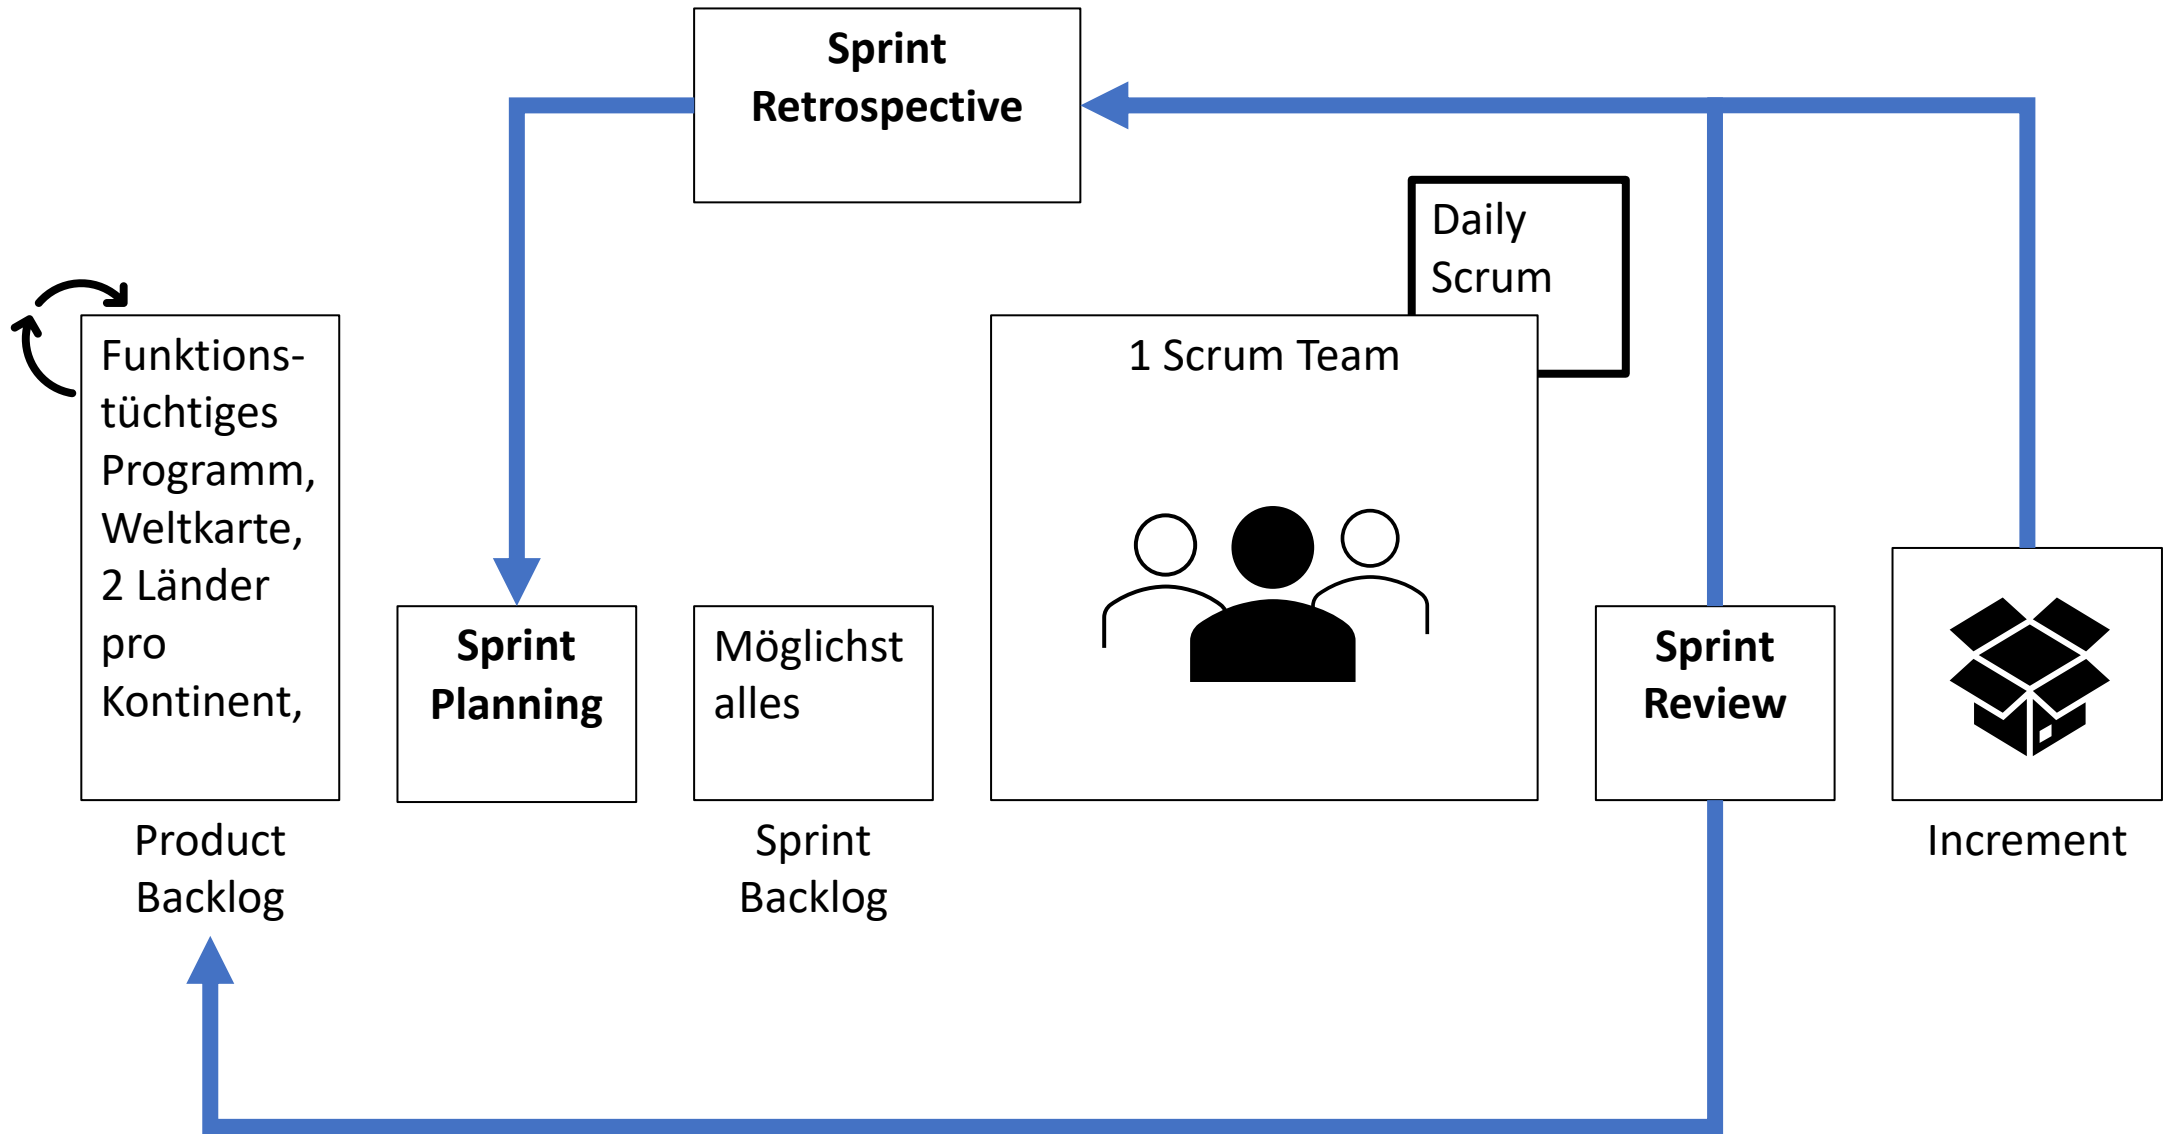 Sprint
Retrospective
Daily
Scrum
Funktions-
tüchtiges
Programm,
Weltkarte,
2 Länder
pro
Kontinent,
Product
Backlog
Sprint
Planning
Möglichst
alles
Sprint
Backlog
1 Scrum Team
Sprint
Review
Increment